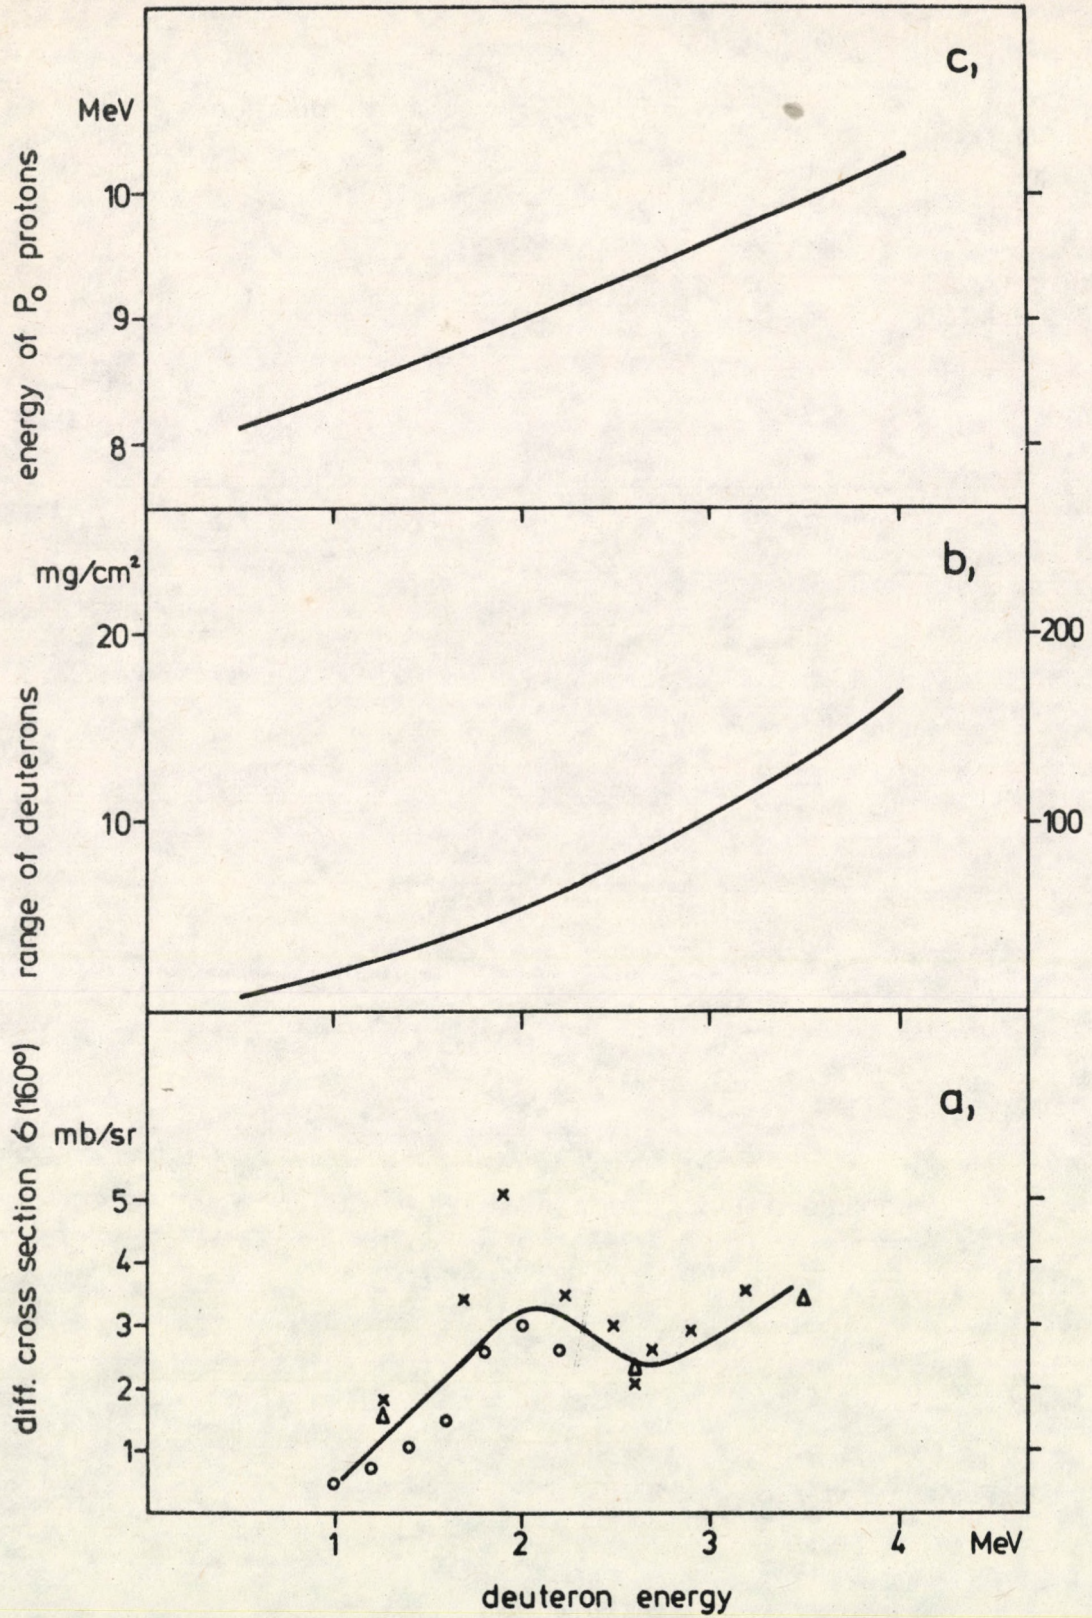 c,
MeV
10
9
8
energy of P₀ protons
b,
mg/cm²
20
10
200
100
range of deuterons
a,
mb/sr
5
4
3
2
1
diff. cross section б(160°)
1 2 3 4 MeV
deuteron energy